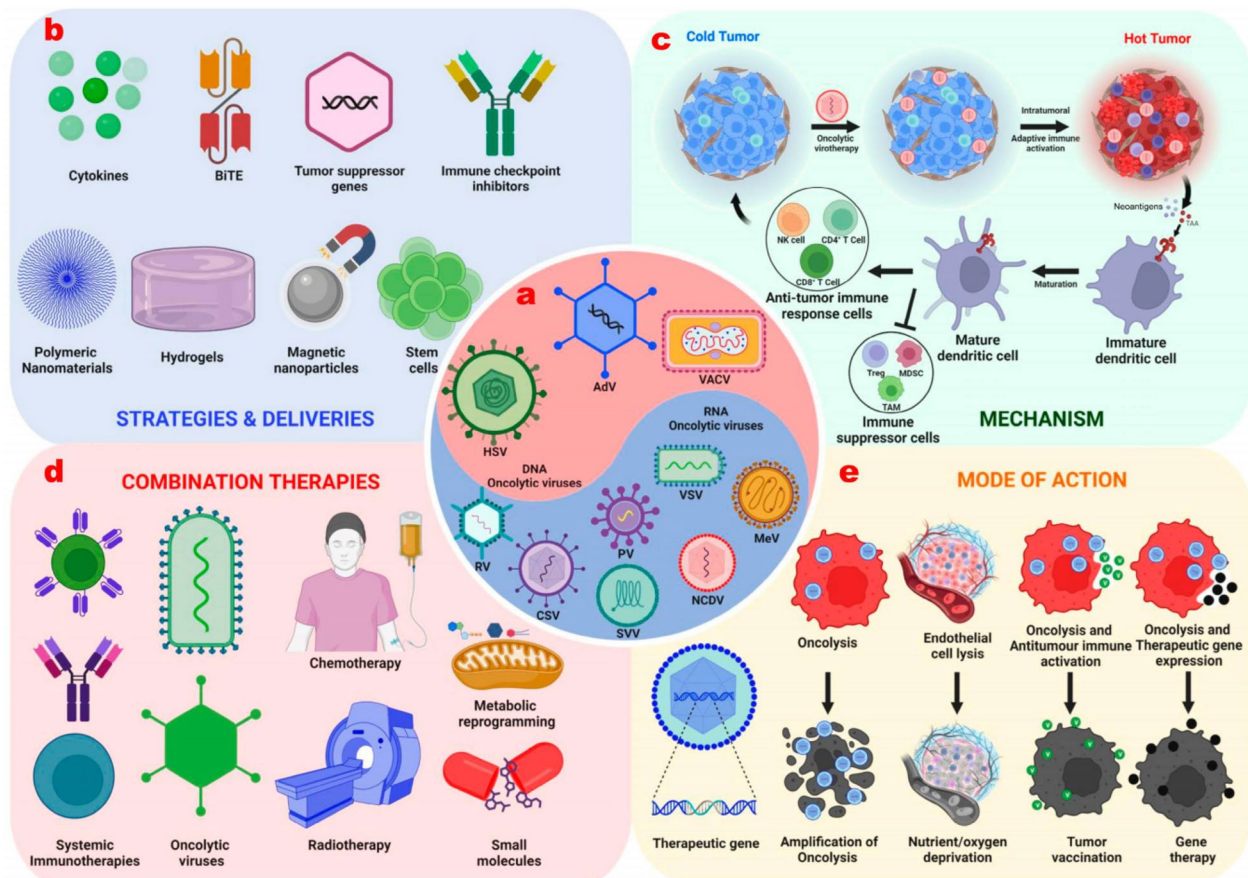 b
Cytokines
BiTE
Tumor suppressor
genes
Immune checkpoint
inhibitors
Polymeric
Nanomaterials
Hydrogels
Magnetic
nanoparticles
Stem
cells
STRATEGIES & DELIVERIES
c
Cold Tumor
Hot Tumor
Oncolytic
virotherapy
Intratumoral
Adaptive immune
activation
Neoantigens
TAA
NK cell
CD4⁺ T Cell
CD8⁺ T Cell
Anti-tumor immune
response cells
Maturation
Mature
dendritic cell
Immature
dendritic cell
Treg
MDSC
TAM
Immune
suppressor cells
MECHANISM
a
AdV
VACV
HSV
DNA
Oncolytic viruses
RNA
Oncolytic viruses
VSV
MeV
RV
PV
CSV
SVV
NCDV
d
COMBINATION THERAPIES
Chemotherapy
Metabolic
reprogramming
Systemic
Immunotherapies
Oncolytic
viruses
Radiotherapy
Small
molecules
e
MODE OF ACTION
Oncolysis
Endothelial
cell lysis
Oncolysis and
Antitumour immune
activation
Oncolysis and
Therapeutic gene
expression
Therapeutic gene
Amplification of
Oncolysis
Nutrient/oxygen
deprivation
Tumor
vaccination
Gene
therapy